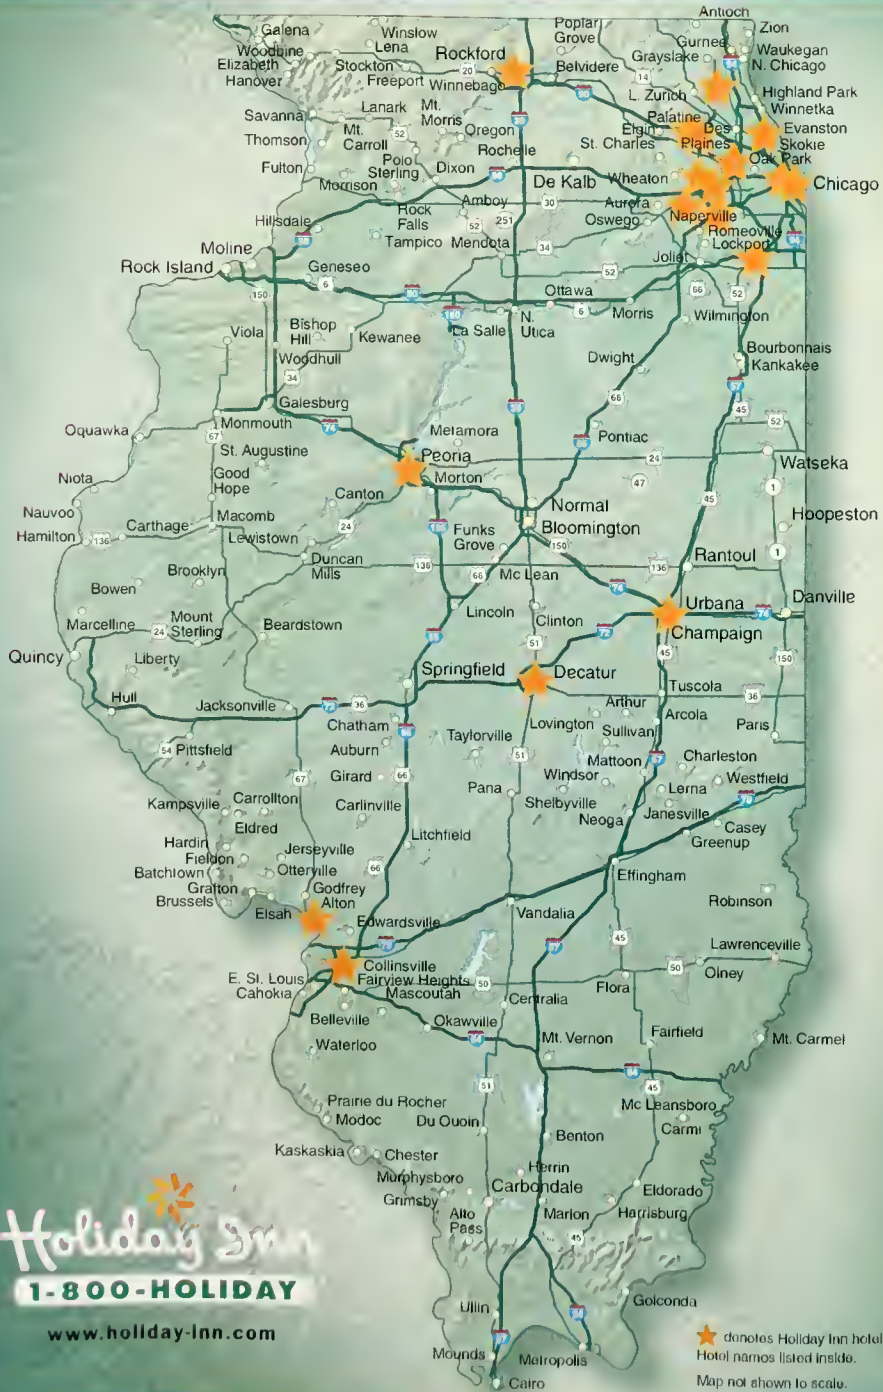 Antioch
Galena
Winslow
Poplar
Grove
Zion
Woodbine
Lena
Rockford
Gurnee
Waukegan
Elizabeth
Stockton
Grayslake
N. Chicago
Hanover
Freeport
Winnebago
Belvidere
L. Zurich
Highland Park
Winnetka
Savanna
Lanark
Mt.
Morris
Palatine
Mt.
Carroll
Oregon
Elgin
Des
Plaines
Evanston
Skokie
Thomson
Polo
Rochelle
St. Charles
Oak Park
Fulton
Sterling
Dixon
De Kalb
Wheaton
Chicago
Morrison
Amboy
Aurora
Rock
Falls
Oswego
Naperville
Hillsdale
Tampico
Mendota
Romeoville
Lockport
Moline
Joliet
Rock Island
Geneseo
Ottawa
Viola
Bishop
Hill
Kewanee
La Salle
N.
Utica
Morris
Wilmington
Woodhull
Dwight
Bourbonnais
Kankakee
Galesburg
Oquawka
Monmouth
Metamora
Pontiac
St. Augustine
Peoria
Watseka
Niota
Good
Hope
Morton
Nauvoo
Canton
Normal
Hoopeston
Hamilton
Carthage
Macomb
Lewistown
Funks
Grove
Bloomington
Duncan
Mills
Mc Lean
Rantoul
Bowen
Brooklyn
Lincoln
Clinton
Urbana
Danville
Marcelline
Mount
Sterling
Beardstown
Champaign
Quincy
Liberty
Springfield
Decatur
Tuscola
Hull
Jacksonville
Chatham
Lovington
Arthur
Arcola
Paris
Pittsfield
Auburn
Taylorville
Sullivan
Girard
Mattoon
Charleston
Pana
Windsor
Lerna
Westfield
Kampsville
Carrollton
Carlinville
Shelbyville
Janesville
Eldred
Neoga
Casey
Litchfield
Greenup
Hardin
Fieldon
Jerseyville
Batchtown
Otterville
Effingham
Grafton
Godfrey
Robinson
Brussels
Elsah
Alton
Vandalia
Edwardsville
Lawrenceville
Collinsville
Olney
E. St. Louis
Fairview Heights
Flora
Cahokia
Mascoutah
Centralia
Belleville
Okawville
Fairfield
Waterloo
Mt. Vernon
Mt. Carmel
Prairie du Rocher
Mc Leansboro
Modoc
Du Quoin
Carmi
Kaskaskia
Chester
Benton
Murphysboro
Herrin
Grimsby
Carbondale
Eldorado
Alto
Pass
Marion
Harrisburg
Golconda
Ullin
Mounds
Metropolis
Cairo
Holiday Inn
1-800-HOLIDAY
www.holiday-inn.com
denotes Holiday Inn hotel
Hotel names listed inside.
Map not shown to scale.